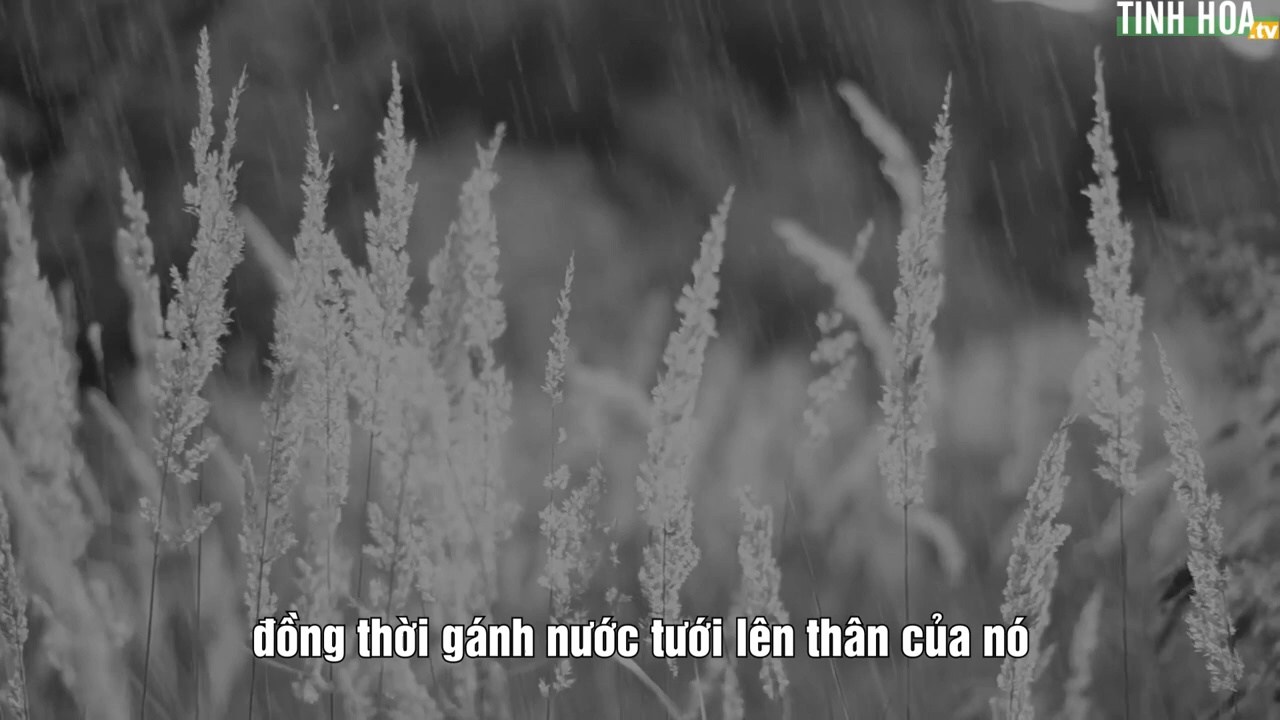 TINH HOA
.tv
đồng thời gánh nước tưới lên thân của nó